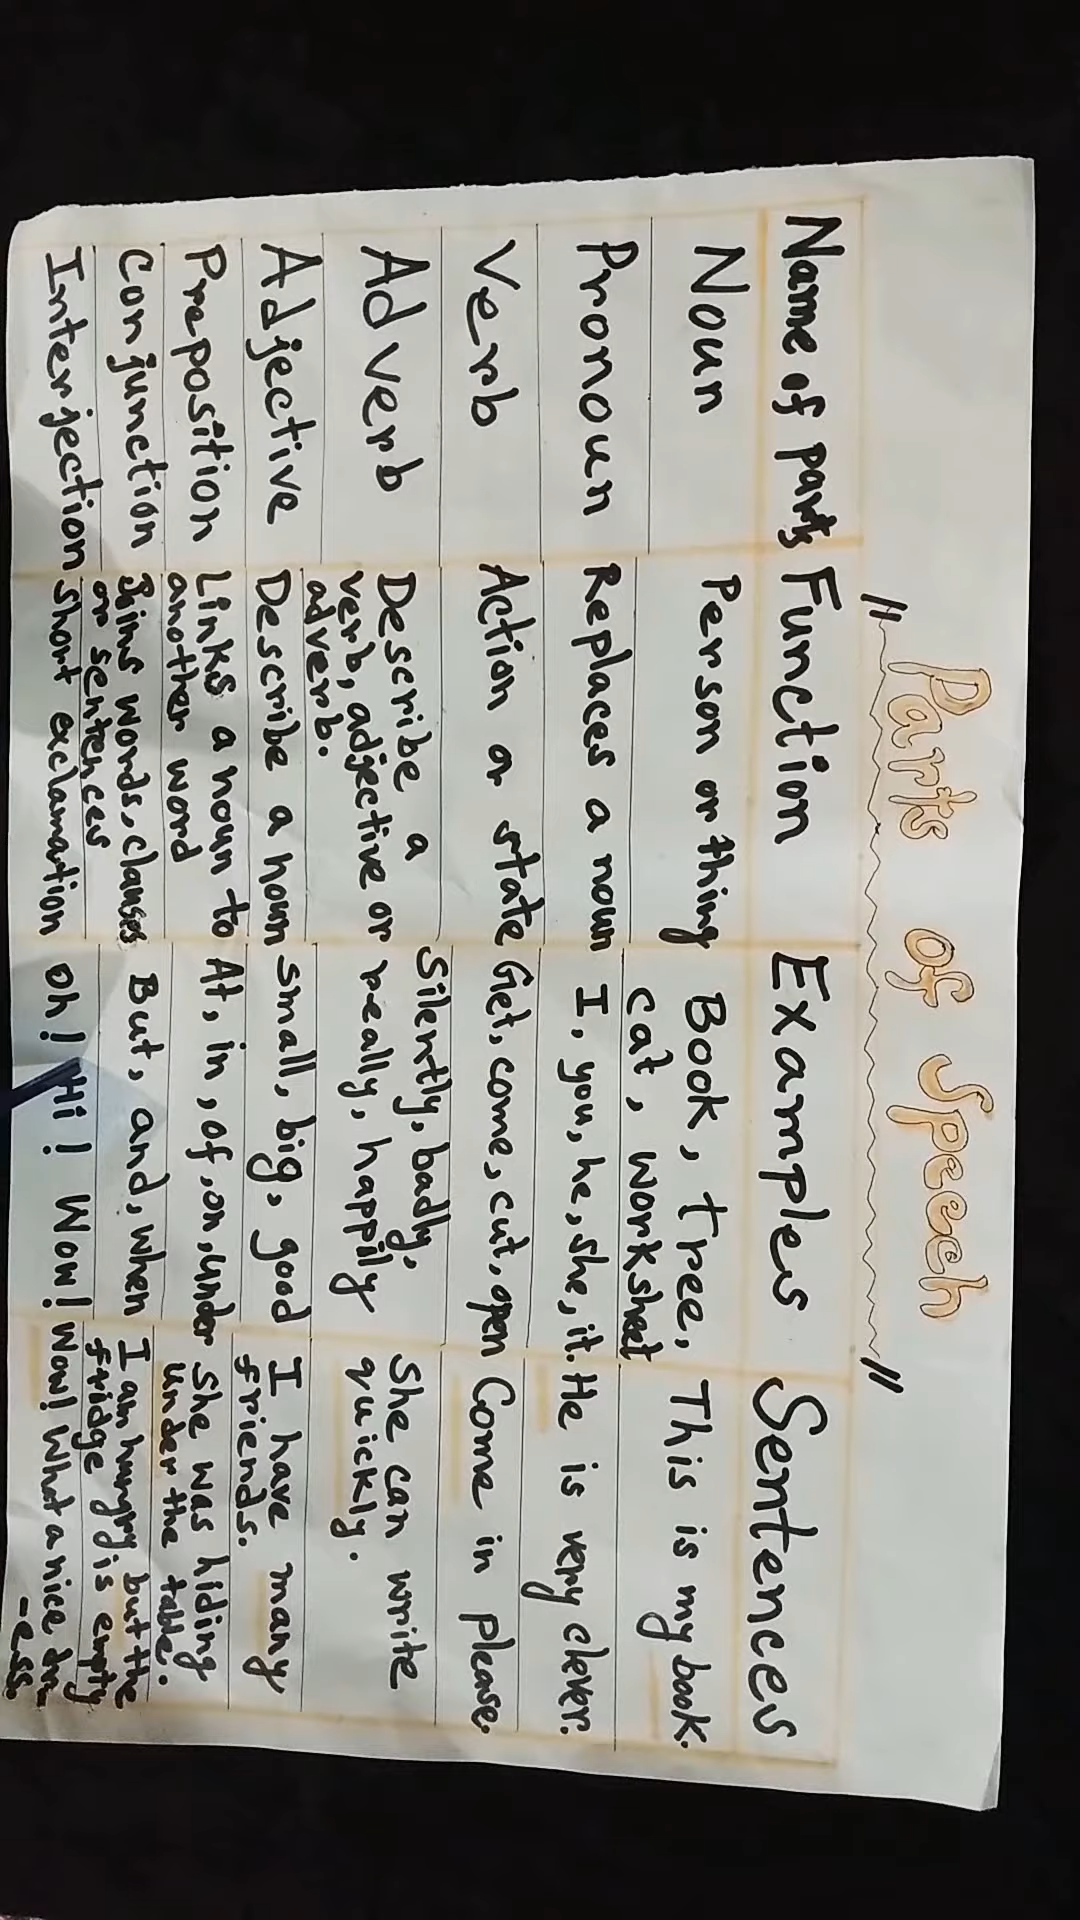 "Parts of Speech"
Name of parts Function Examples Sentences
Noun Person or thing Book, tree, cat, worksheet This is my book.
Pronoun Replaces a noun I, you, he, she, it. He is very clever.
Verb Action or state Get, come, cut, open Come in please.
Adverb Describe a verb, adjective or adverb. Silently, badly, really, happily She can write quickly.
Adjective Describe a noun small, big, good I have many friends.
Preposition Links a noun to another word At, in, of, on, under She was hiding under the table.
Conjunction Joins words, clauses or sentences But, and, when I am hungry but the fridge is empty
Interjection short exclamation oh! Hi! Wow! Wow! What a nice dr-ess.